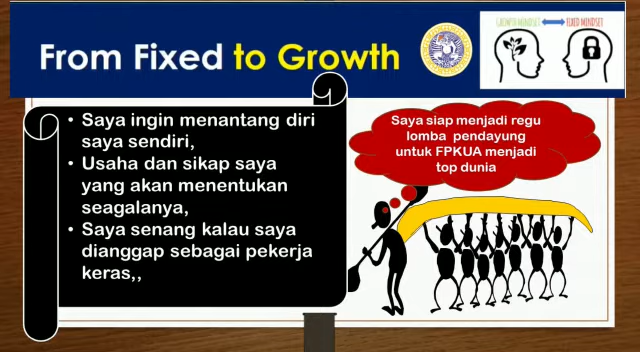 From Fixed to Growth
GROWTH MINDSET
FIXED MINDSET
• Saya ingin menantang diri
saya sendiri,
• Usaha dan sikap saya
yang akan menentukan
seagalanya,
• Saya senang kalau saya
dianggap sebagai pekerja
keras,,
Saya siap menjadi regu
lomba pendayung
untuk FPKUA menjadi
top dunia